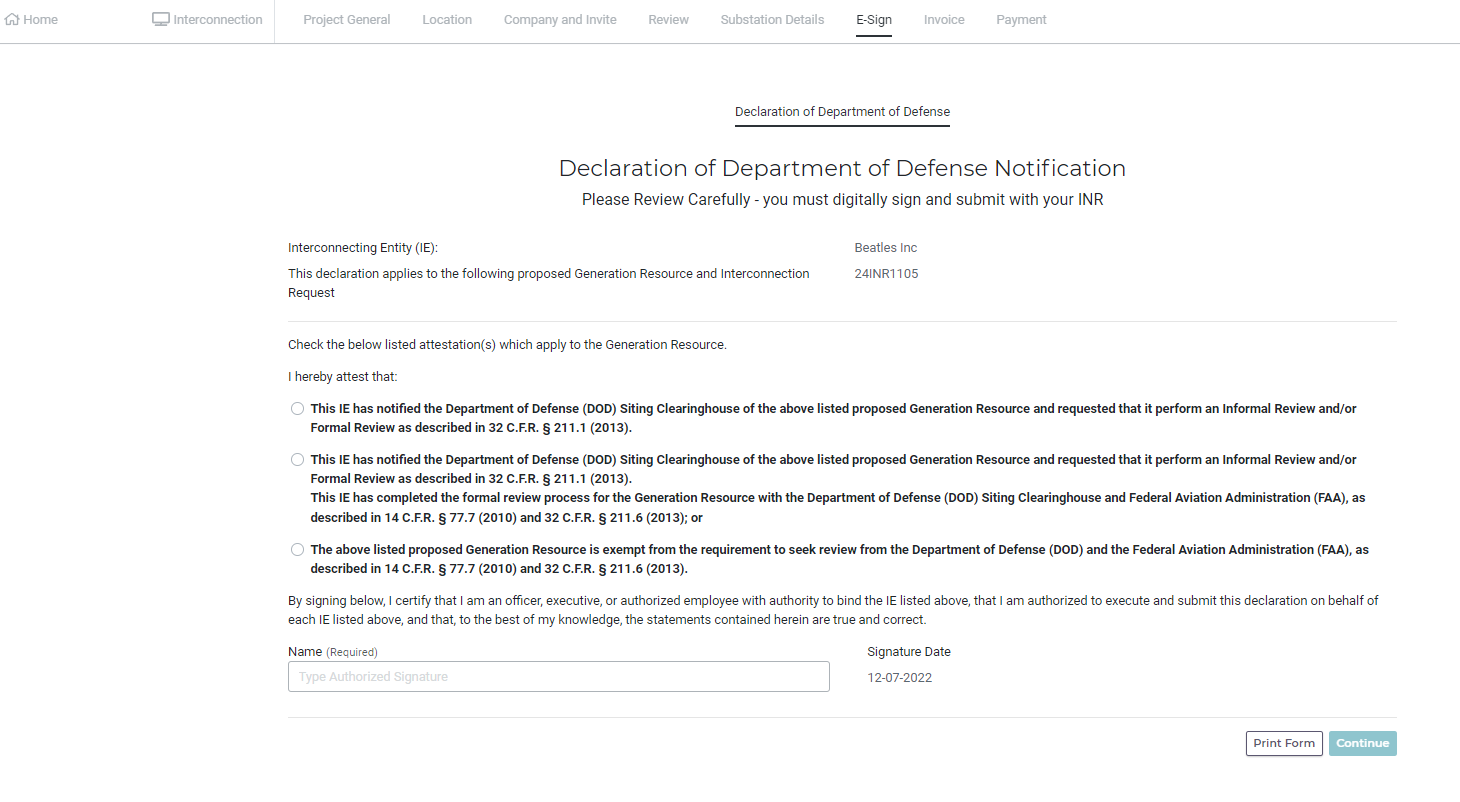 Home Interconnection Project General Location Company and Invite Review Substation Details E-Sign Invoice Payment
Declaration of Department of Defense
Declaration of Department of Defense Notification
Please Review Carefully - you must digitally sign and submit with your INR
Interconnecting Entity (IE): Beatles Inc
This declaration applies to the following proposed Generation Resource and Interconnection 24INR1105
Request
Check the below listed attestation(s) which apply to the Generation Resource.
I hereby attest that:
This IE has notified the Department of Defense (DOD) Siting Clearinghouse of the above listed proposed Generation Resource and requested that it perform an Informal Review and/or
Formal Review as described in 32 C.F.R. § 211.1 (2013).
This IE has notified the Department of Defense (DOD) Siting Clearinghouse of the above listed proposed Generation Resource and requested that it perform an Informal Review and/or
Formal Review as described in 32 C.F.R. § 211.1 (2013).
This IE has completed the formal review process for the Generation Resource with the Department of Defense (DOD) Siting Clearinghouse and Federal Aviation Administration (FAA), as
described in 14 C.F.R. § 77.7 (2010) and 32 C.F.R. § 211.6 (2013); or
The above listed proposed Generation Resource is exempt from the requirement to seek review from the Department of Defense (DOD) and the Federal Aviation Administration (FAA), as
described in 14 C.F.R. § 77.7 (2010) and 32 C.F.R. § 211.6 (2013).
By signing below, I certify that I am an officer, executive, or authorized employee with authority to bind the IE listed above, that I am authorized to execute and submit this declaration on behalf of
each IE listed above, and that, to the best of my knowledge, the statements contained herein are true and correct.
Name (Required) Signature Date
Type Authorized Signature 12-07-2022
Print Form Continue